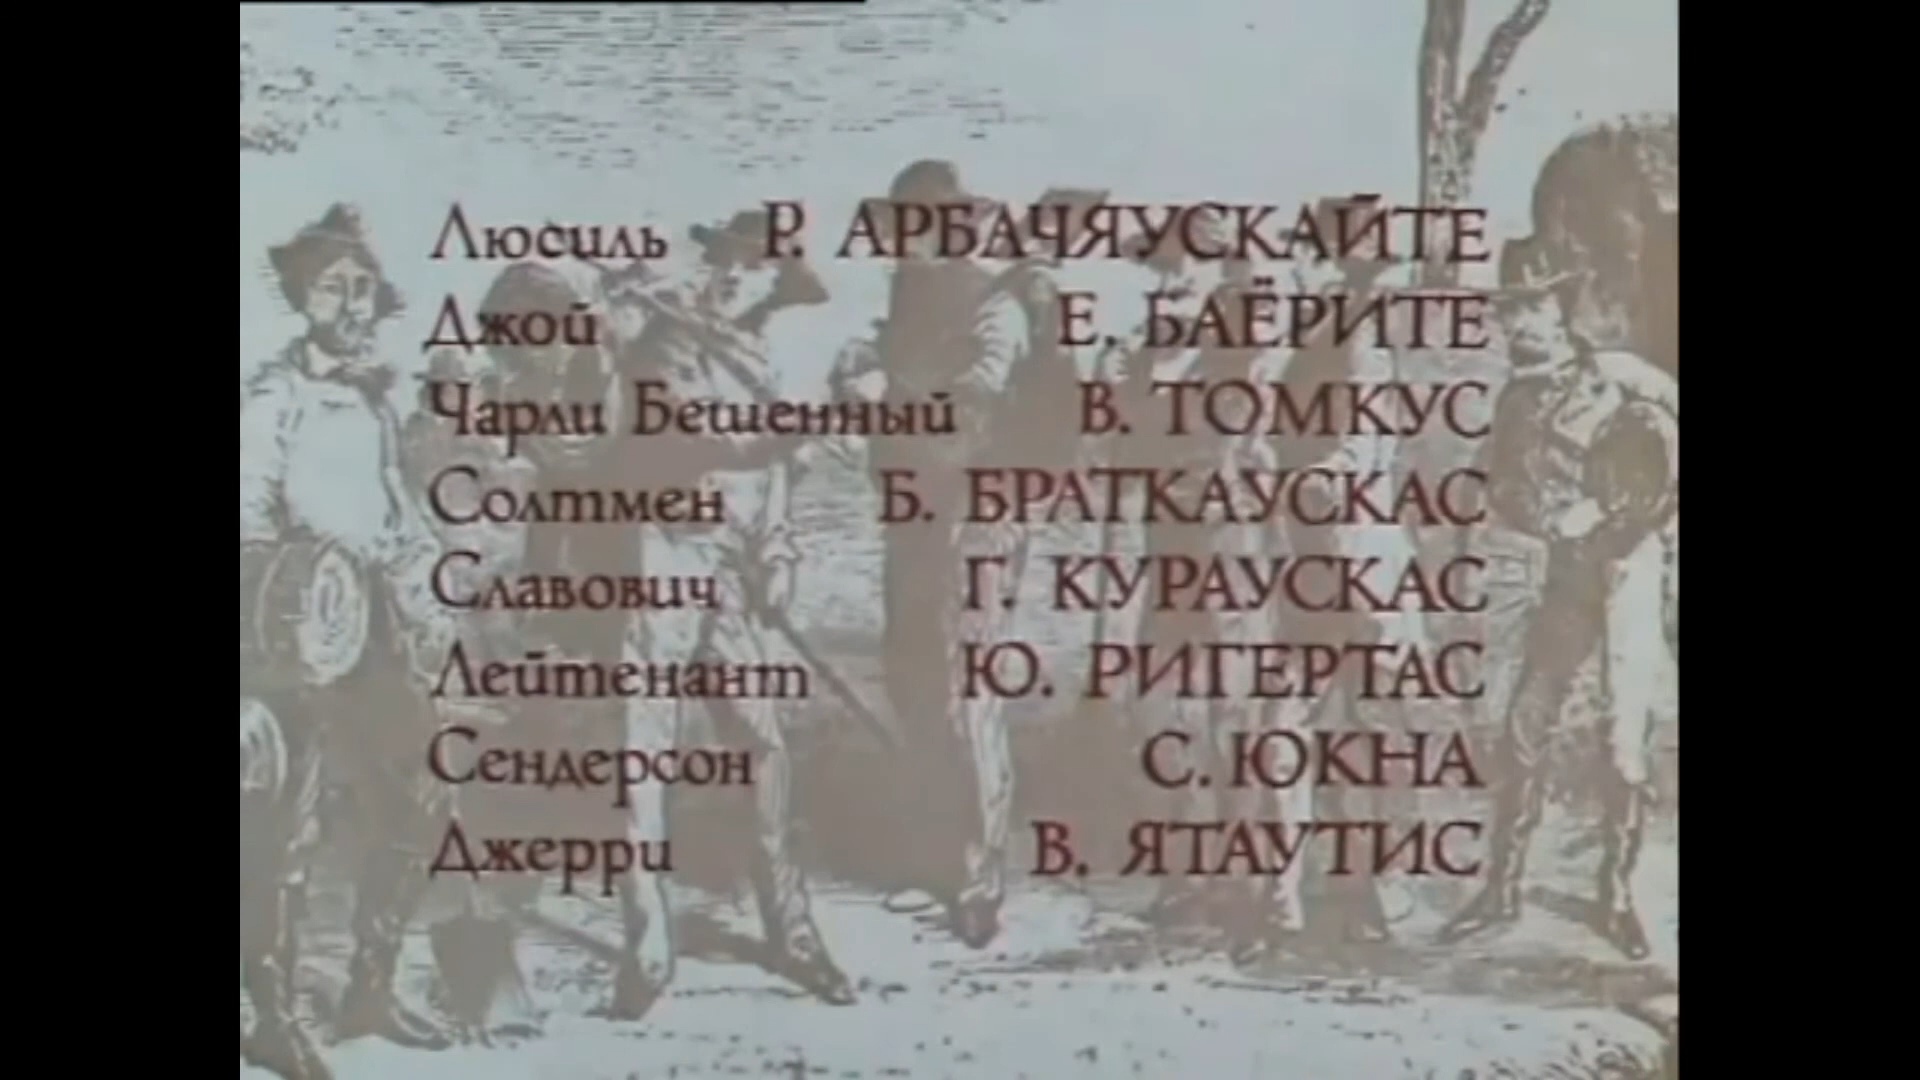 Люсиль Р. АРБАЧЯУСКАЙТЕ
Джой Е. БАЁРИТЕ
Чарли Бешенный В. ТОМКУС
Солтмен Б. БРАТКАУСКАС
Славович Г. КУРАУСКАС
Лейтенант Ю. РИГЕРТАС
Сендерсон С. ЮКНА
Джерри В. ЯТАУТИС